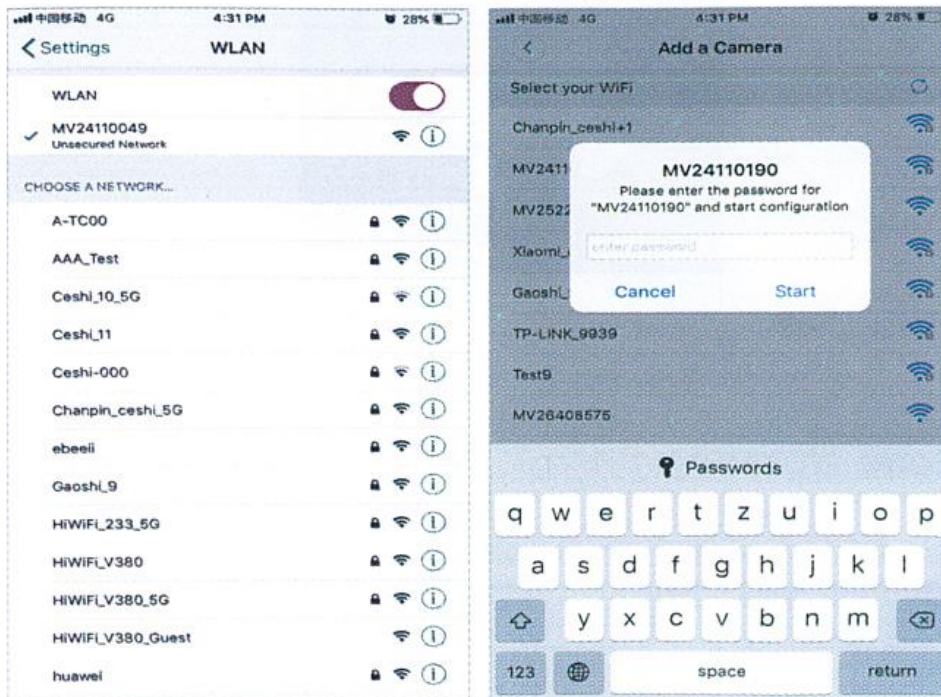 中国移动 4G 4:31 PM 28%
Settings WLAN
WLAN
MV24110049
Unsecured Network
CHOOSE A NETWORK...
A-TC00
AAA_Test
Ceshi_10_5G
Ceshi_11
Ceshi-000
Chanpin_ceshi_5G
ebeeii
Gaoshi_9
HiWiFi_233_5G
HiWiFi_V380
HiWiFi_V380_5G
HiWiFi_V380_Guest
huawei
中国移动 4G 4:31 PM 28%
Add a Camera
Select your WiFi
Chanpin_ceshi+1
MV2411
MV2522
Xiaomi_
Gaoshi_
TP-LINK_9939
Test9
MV26408575
MV24110190
Please enter the password for
"MV24110190" and start configuration
enter password
Cancel Start
Passwords
q w e r t z u i o p
a s d f g h j k l
y x c v b n m
123 space return